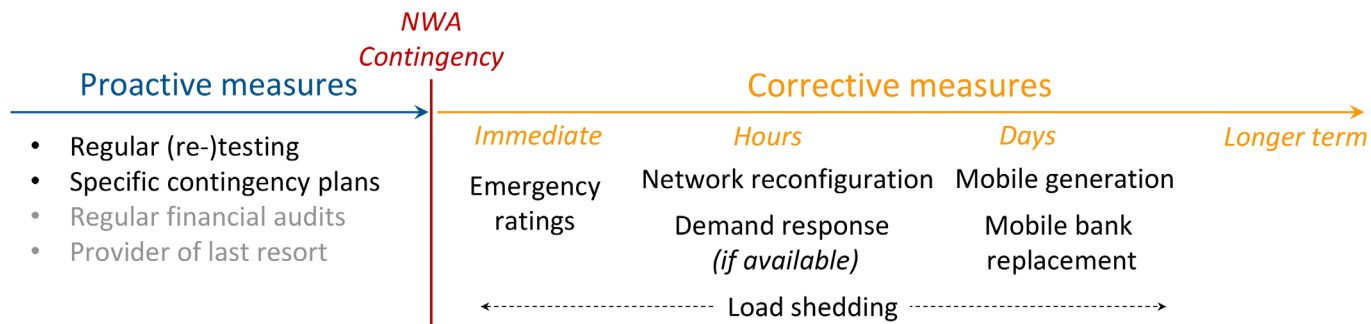 NWA
Contingency
Proactive measures
Corrective measures
• Regular (re-)testing
• Specific contingency plans
• Regular financial audits
• Provider of last resort
Immediate
Hours
Days
Longer term
Emergency
ratings
Network reconfiguration
Demand response
(if available)
Mobile generation
Mobile bank
replacement
Load shedding